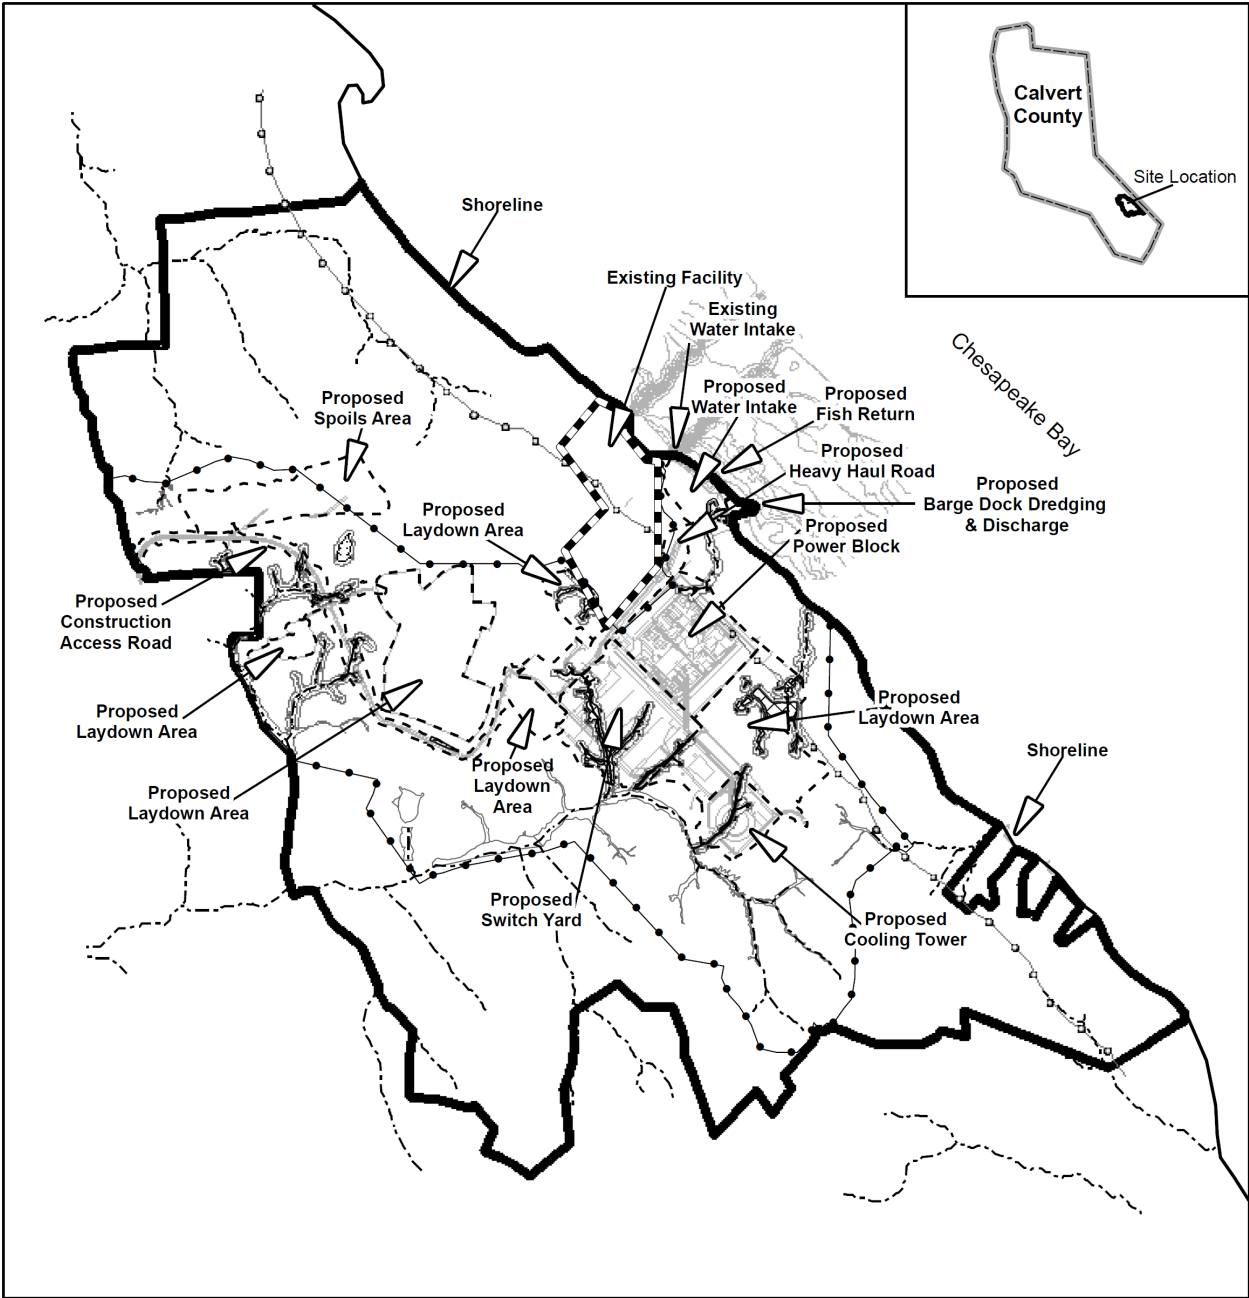 Calvert
County
Site Location
Shoreline
Existing Facility
Existing
Water Intake
Chesapeake Bay
Proposed
Water Intake
Proposed
Fish Return
Proposed
Spoils Area
Proposed
Heavy Haul Road
Proposed
Barge Dock Dredging
& Discharge
Proposed
Laydown Area
Proposed
Power Block
Proposed
Construction
Access Road
Proposed
Laydown Area
Proposed
Laydown Area
Proposed
Laydown Area
Proposed
Laydown
Area
Shoreline
Proposed
Switch Yard
Proposed
Cooling Tower